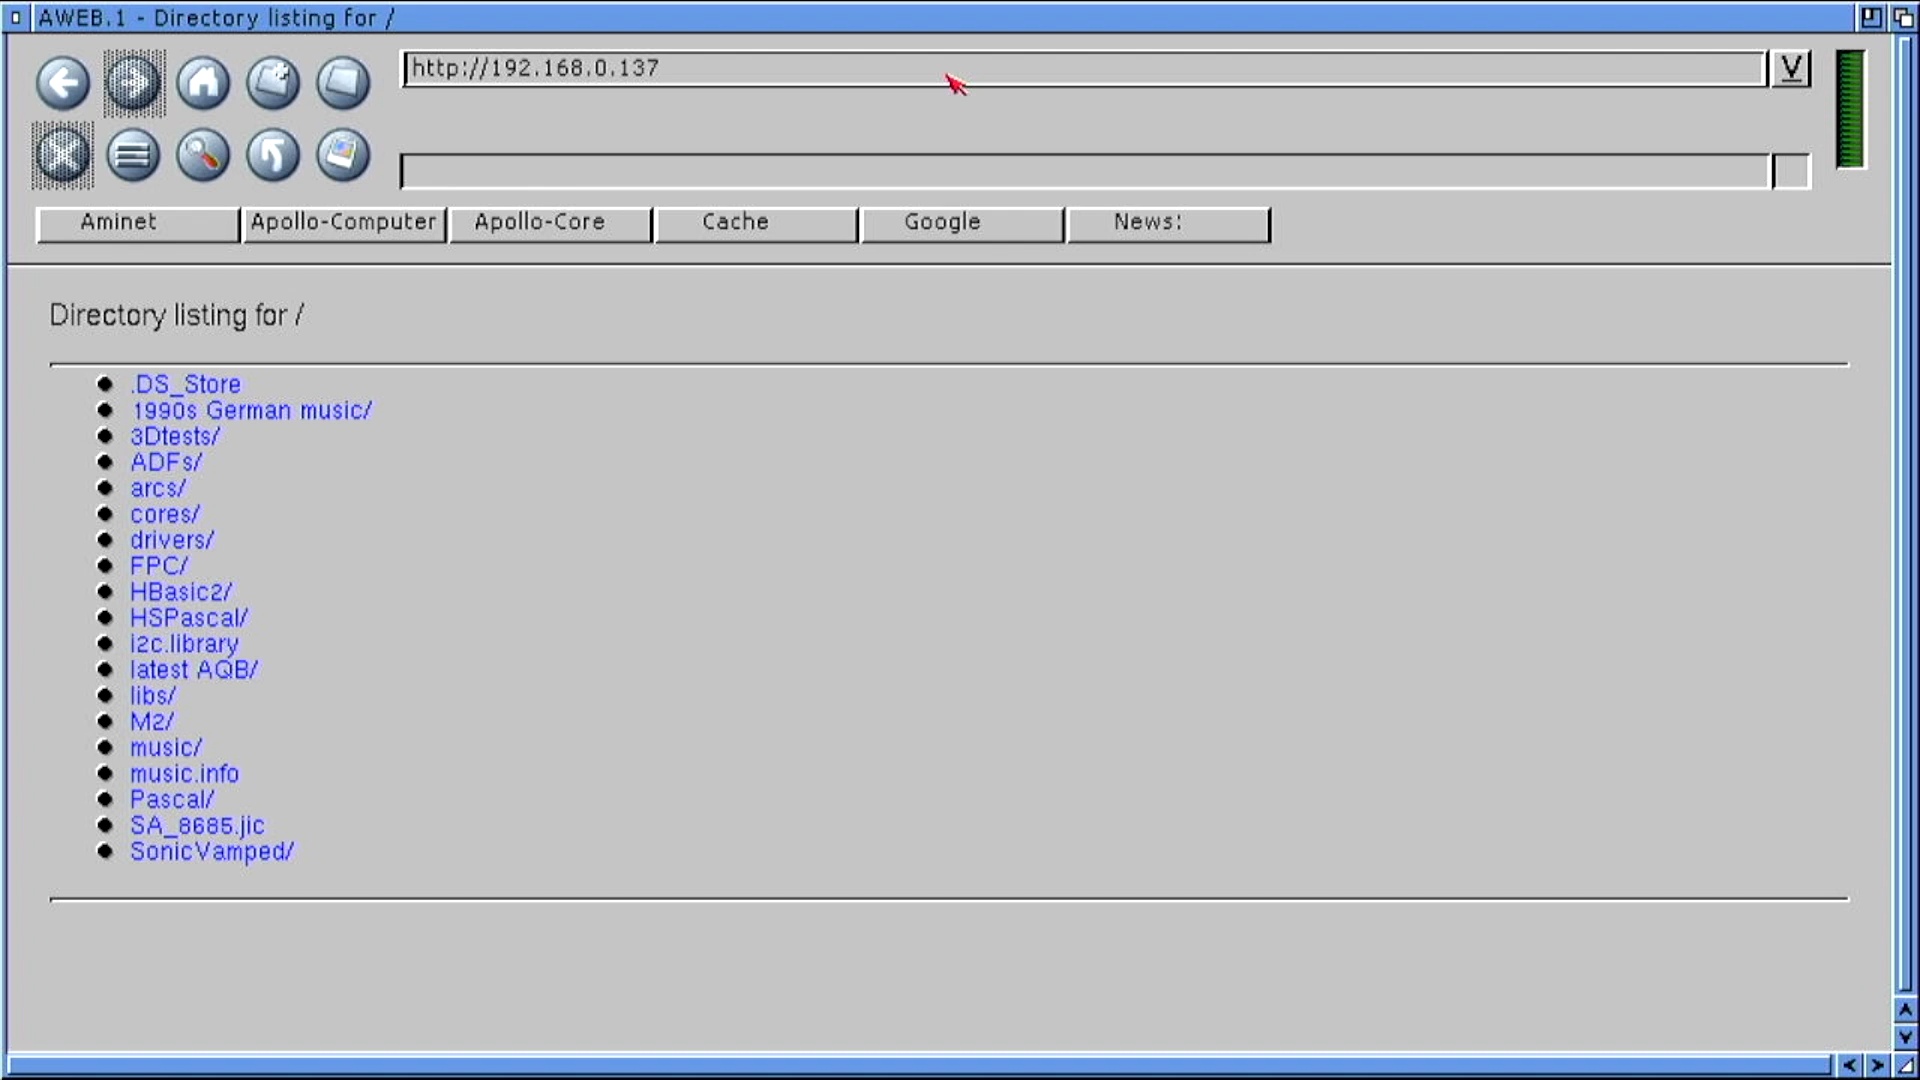 AWEB.1 - Directory listing for /
http://192.168.0.137
V
Aminet Apollo-Computer Apollo-Core Cache Google News!
Directory listing for /
.DS_Store
1990s German music/
3Dtests/
ADFs/
arcs/
cores/
drivers/
FPC/
HBasic2/
HSPascal/
i2c.library
latest AQB/
libs/
M2/
music/
music.info
Pascal/
SA_8685.jic
SonicVamped/